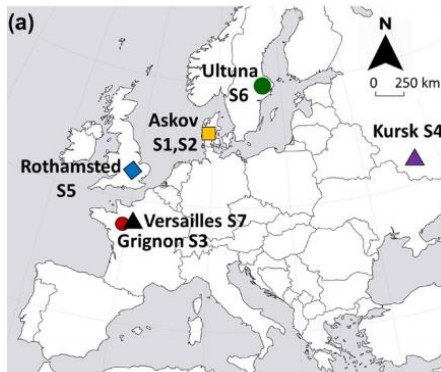 (a)
N
0 250 km
Ultuna
S6
Askov
S1,S2
Kursk S4
Rothamsted
S5
Versailles S7
Grignon S3